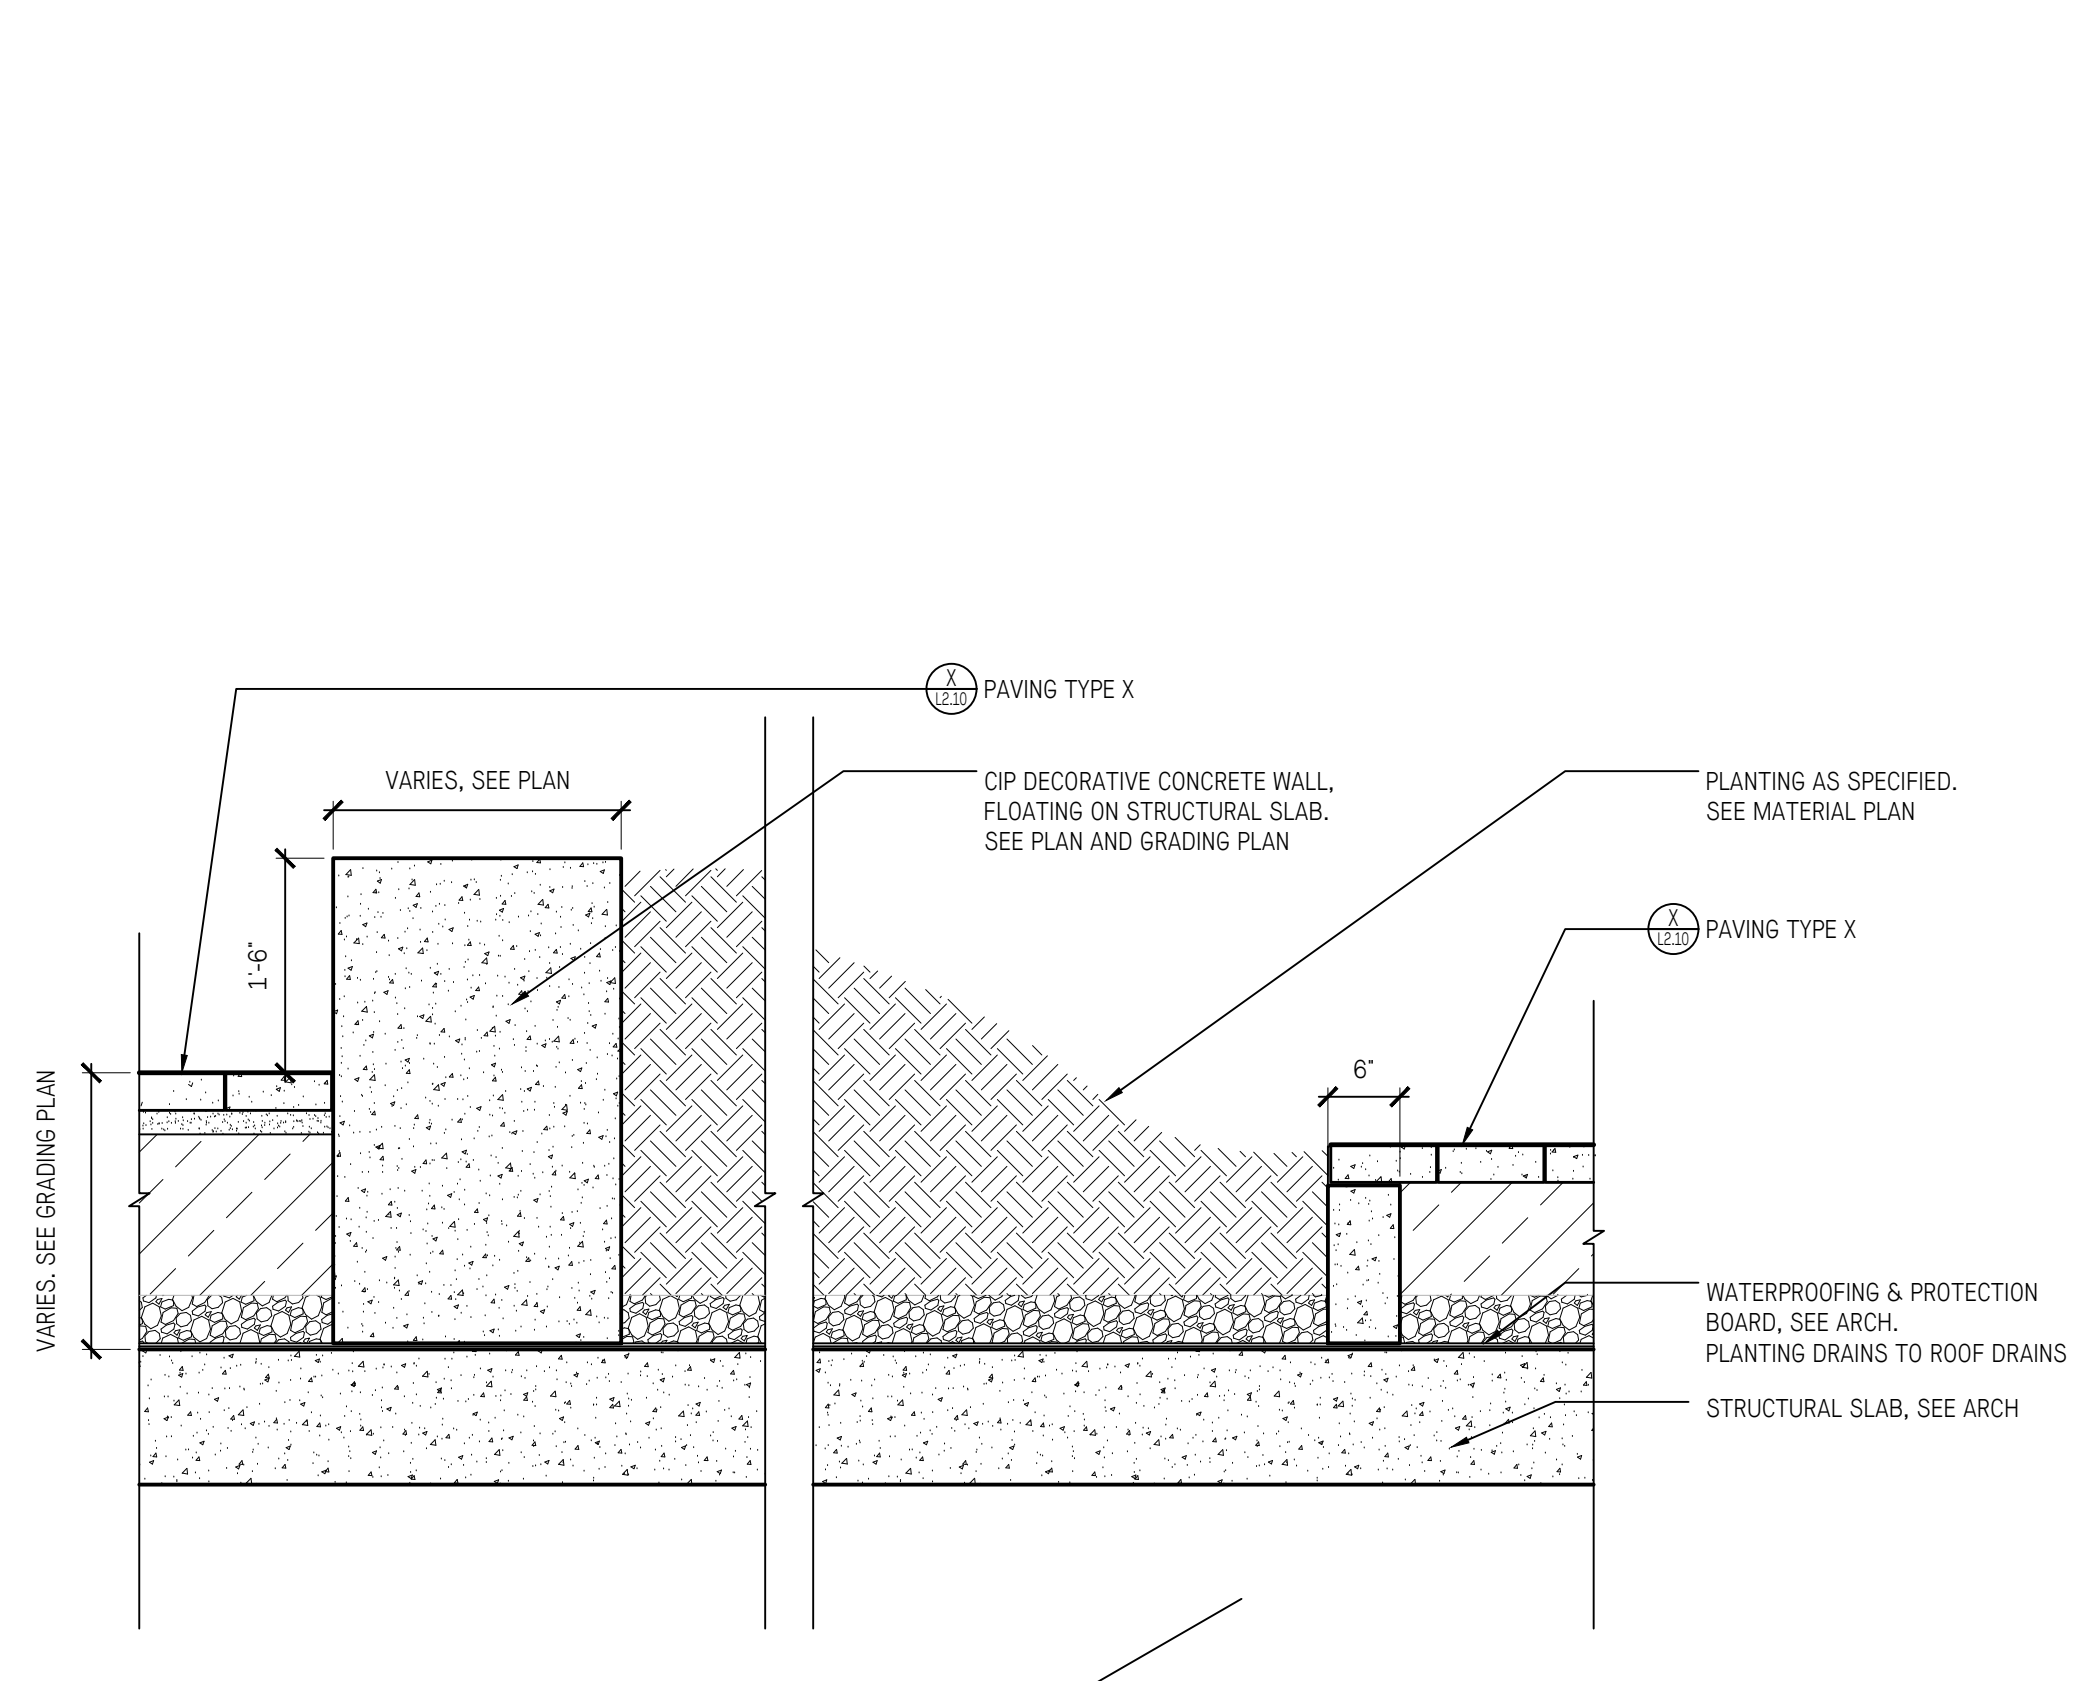 X
L2.10
PAVING TYPE X
VARIES, SEE PLAN
CIP DECORATIVE CONCRETE WALL,
FLOATING ON STRUCTURAL SLAB.
SEE PLAN AND GRADING PLAN
PLANTING AS SPECIFIED.
SEE MATERIAL PLAN
1'-6"
X
L2.10
PAVING TYPE X
6"
VARIES. SEE GRADING PLAN
WATERPROOFING & PROTECTION
BOARD, SEE ARCH.
PLANTING DRAINS TO ROOF DRAINS
STRUCTURAL SLAB, SEE ARCH